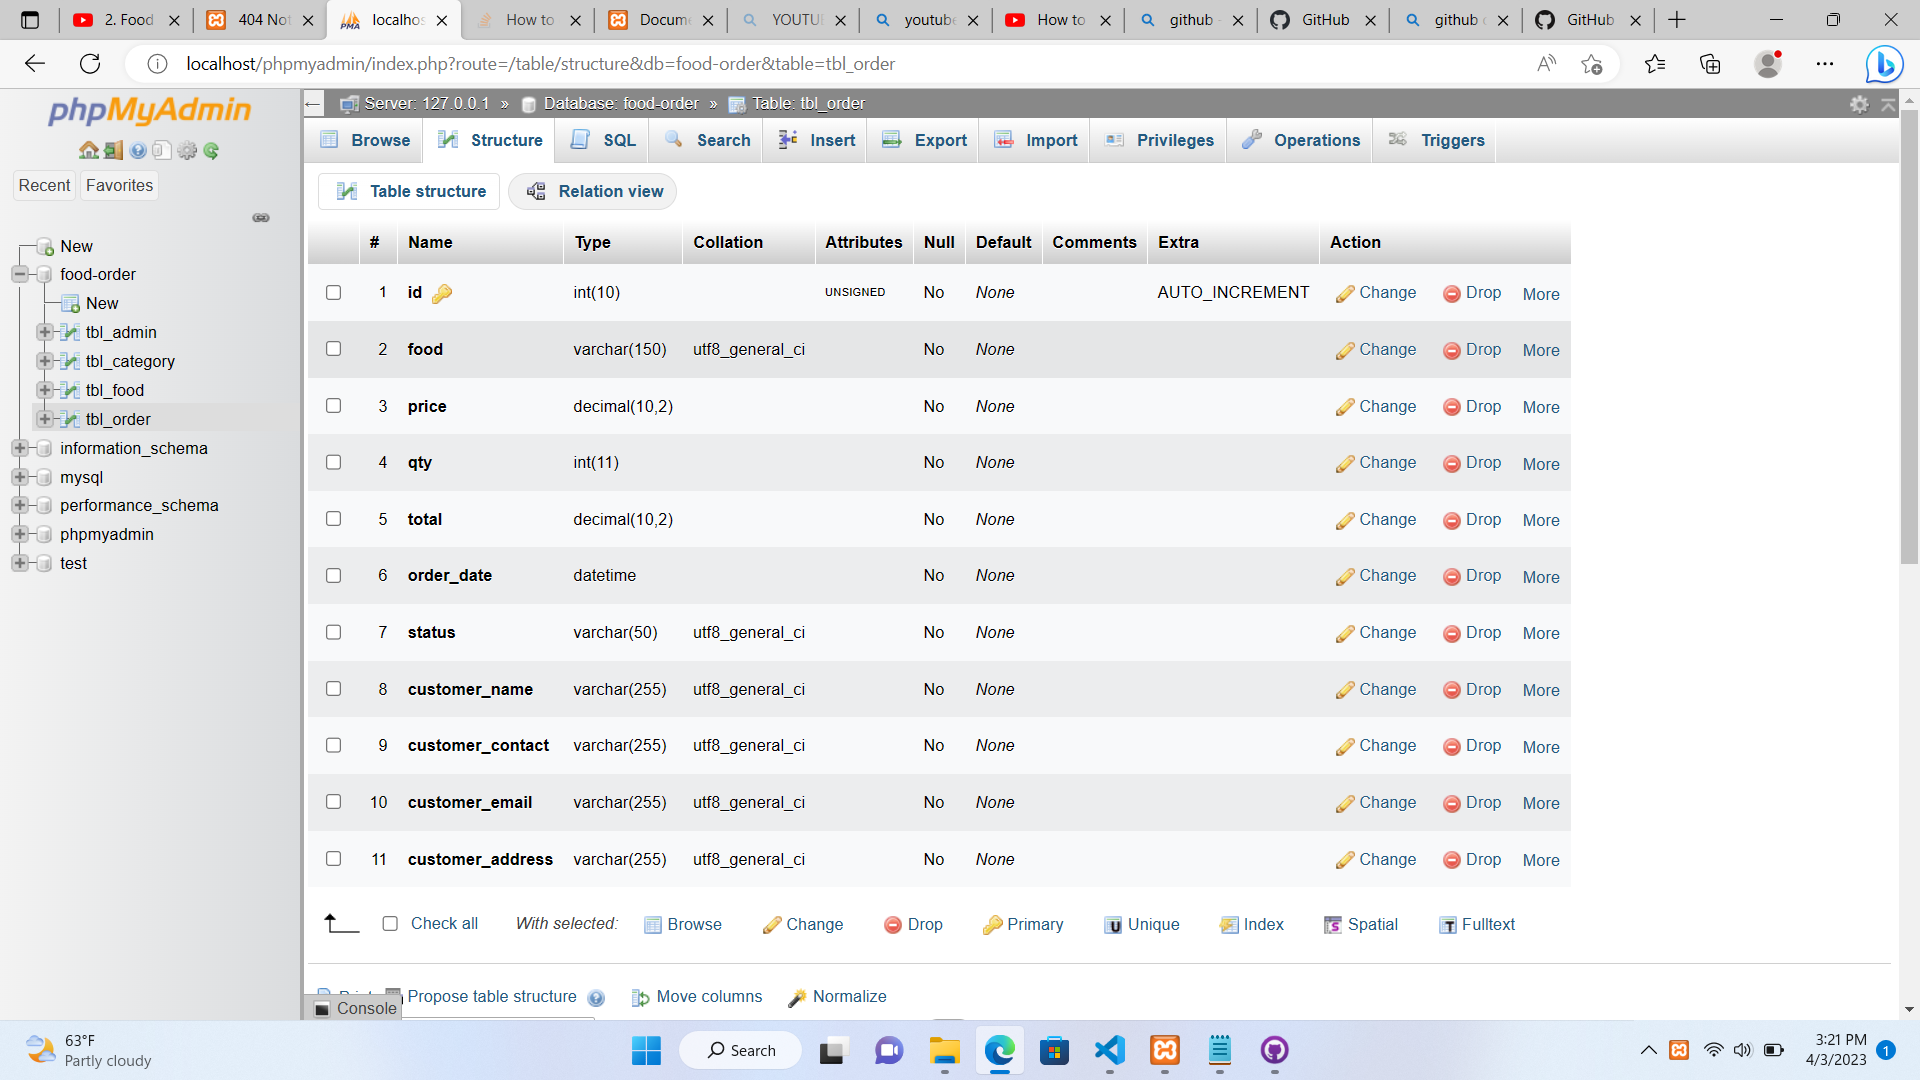 2. Food
404 Not
localhos
How to
Docume
YOUTU
youtube
How to
github
GitHub
github
GitHub
localhost/phpmyadmin/index.php?route=/table/structure&db=food-order&table=tbl_order
phpMyAdmin
Recent Favorites
New
food-order
New
tbl_admin
tbl_category
tbl_food
tbl_order
information_schema
mysql
performance_schema
phpmyadmin
test
Server: 127.0.0.1 » Database: food-order » Table: tbl_order
Browse Structure SQL Search Insert Export Import Privileges Operations Triggers
Table structure Relation view
# Name Type Collation Attributes Null Default Comments Extra Action
1 id int(10) UNSIGNED No None AUTO_INCREMENT Change Drop More
2 food varchar(150) utf8_general_ci No None Change Drop More
3 price decimal(10,2) No None Change Drop More
4 qty int(11) No None Change Drop More
5 total decimal(10,2) No None Change Drop More
6 order_date datetime No None Change Drop More
7 status varchar(50) utf8_general_ci No None Change Drop More
8 customer_name varchar(255) utf8_general_ci No None Change Drop More
9 customer_contact varchar(255) utf8_general_ci No None Change Drop More
10 customer_email varchar(255) utf8_general_ci No None Change Drop More
11 customer_address varchar(255) utf8_general_ci No None Change Drop More
Check all With selected: Browse Change Drop Primary Unique Index Spatial Fulltext
Print Propose table structure Move columns Normalize
Console
63°F
Partly cloudy
Search
3:21 PM
4/3/2023
1